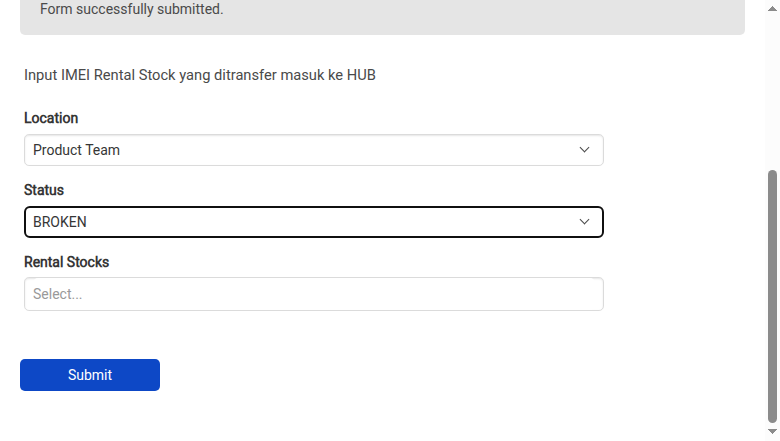 Form successfully submitted.
Input IMEI Rental Stock yang ditransfer masuk ke HUB
Location
Product Team
Status
BROKEN
Rental Stocks
Select...
Submit